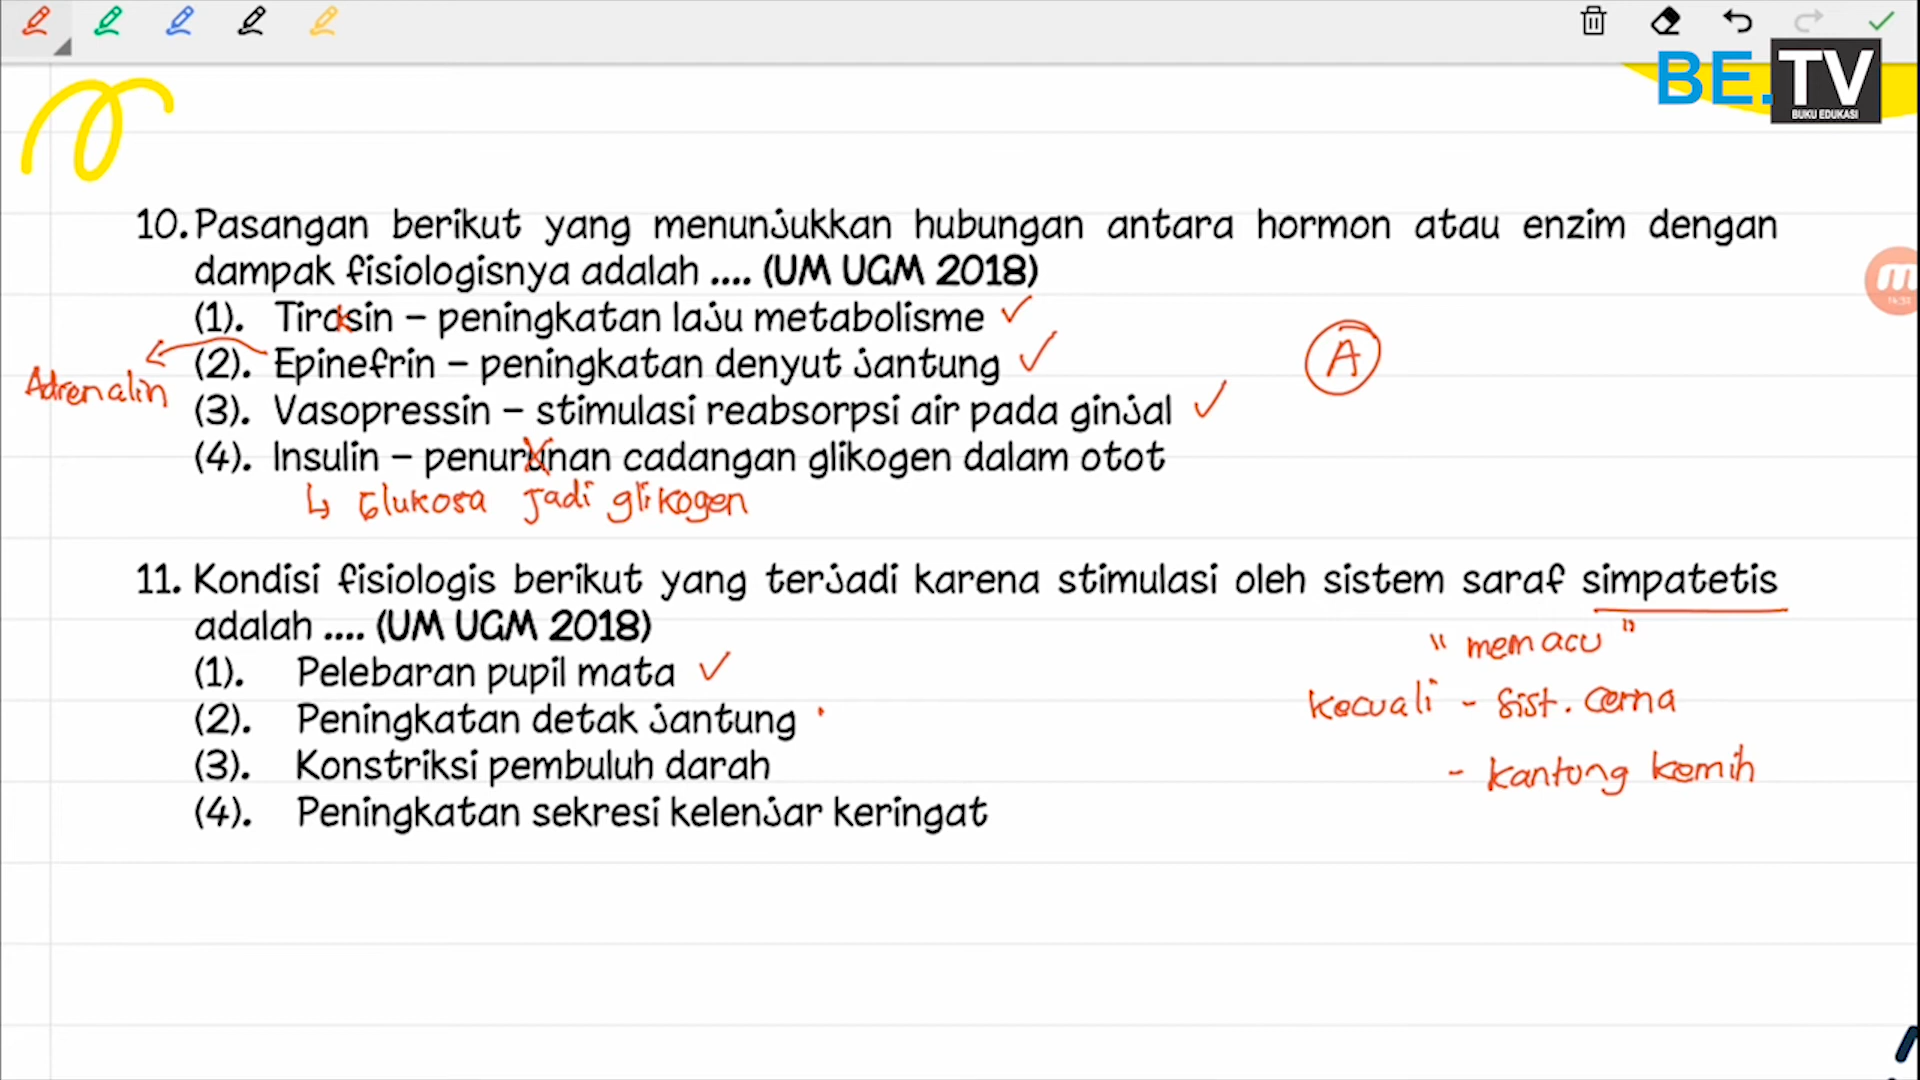 BE.TV
BUKU EDUKASI
14:31
10. Pasangan berikut yang menunjukkan hubungan antara hormon atau enzim dengan
dampak fisiologisnya adalah .... (UM UGM 2018)
(1). Tiroksin – peningkatan laju metabolisme ✓
(2). Epinefrin – peningkatan denyut jantung ✓
Adrenalin
A
(3). Vasopressin – stimulasi reabsorpsi air pada ginjal ✓
(4). Insulin – penurunan cadangan glikogen dalam otot
↳ Glukosa jadi glikogen
11. Kondisi fisiologis berikut yang terjadi karena stimulasi oleh sistem saraf simpatetis
adalah .... (UM UGM 2018)
"memacu"
(1). Pelebaran pupil mata ✓
kecuali - sist. cerna
(2). Peningkatan detak jantung
(3). Konstriksi pembuluh darah
- kantung kemih
(4). Peningkatan sekresi kelenjar keringat